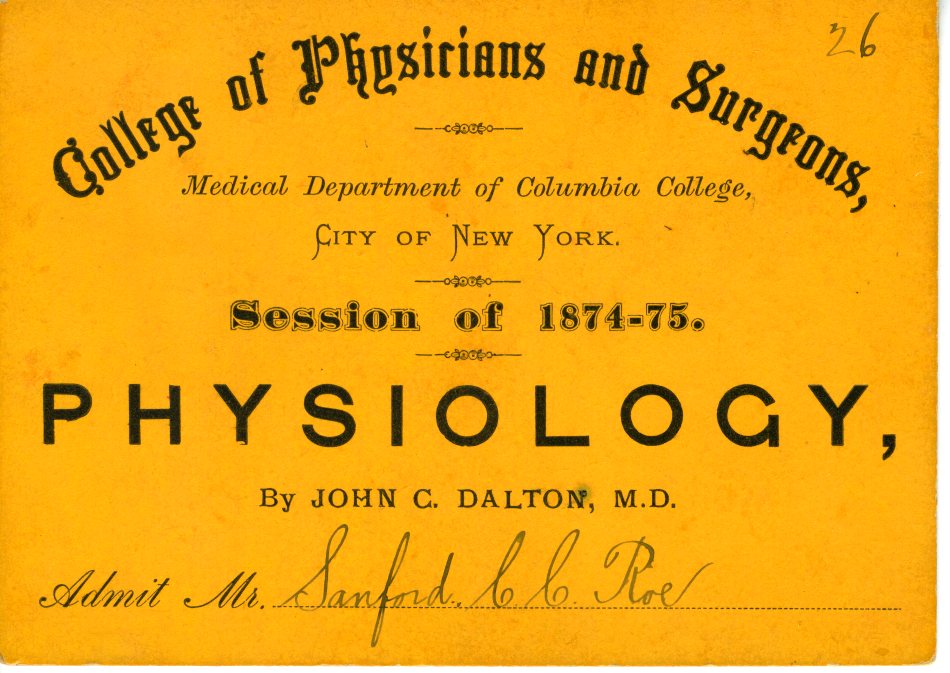 26
College of Physicians and Surgeons,
Medical Department of Columbia College,
CITY OF NEW YORK.
Session of 1874-75.
PHYSIOLOGY,
By JOHN C. DALTON, M.D.
Admit Mr. Sanford. C. C. Roe